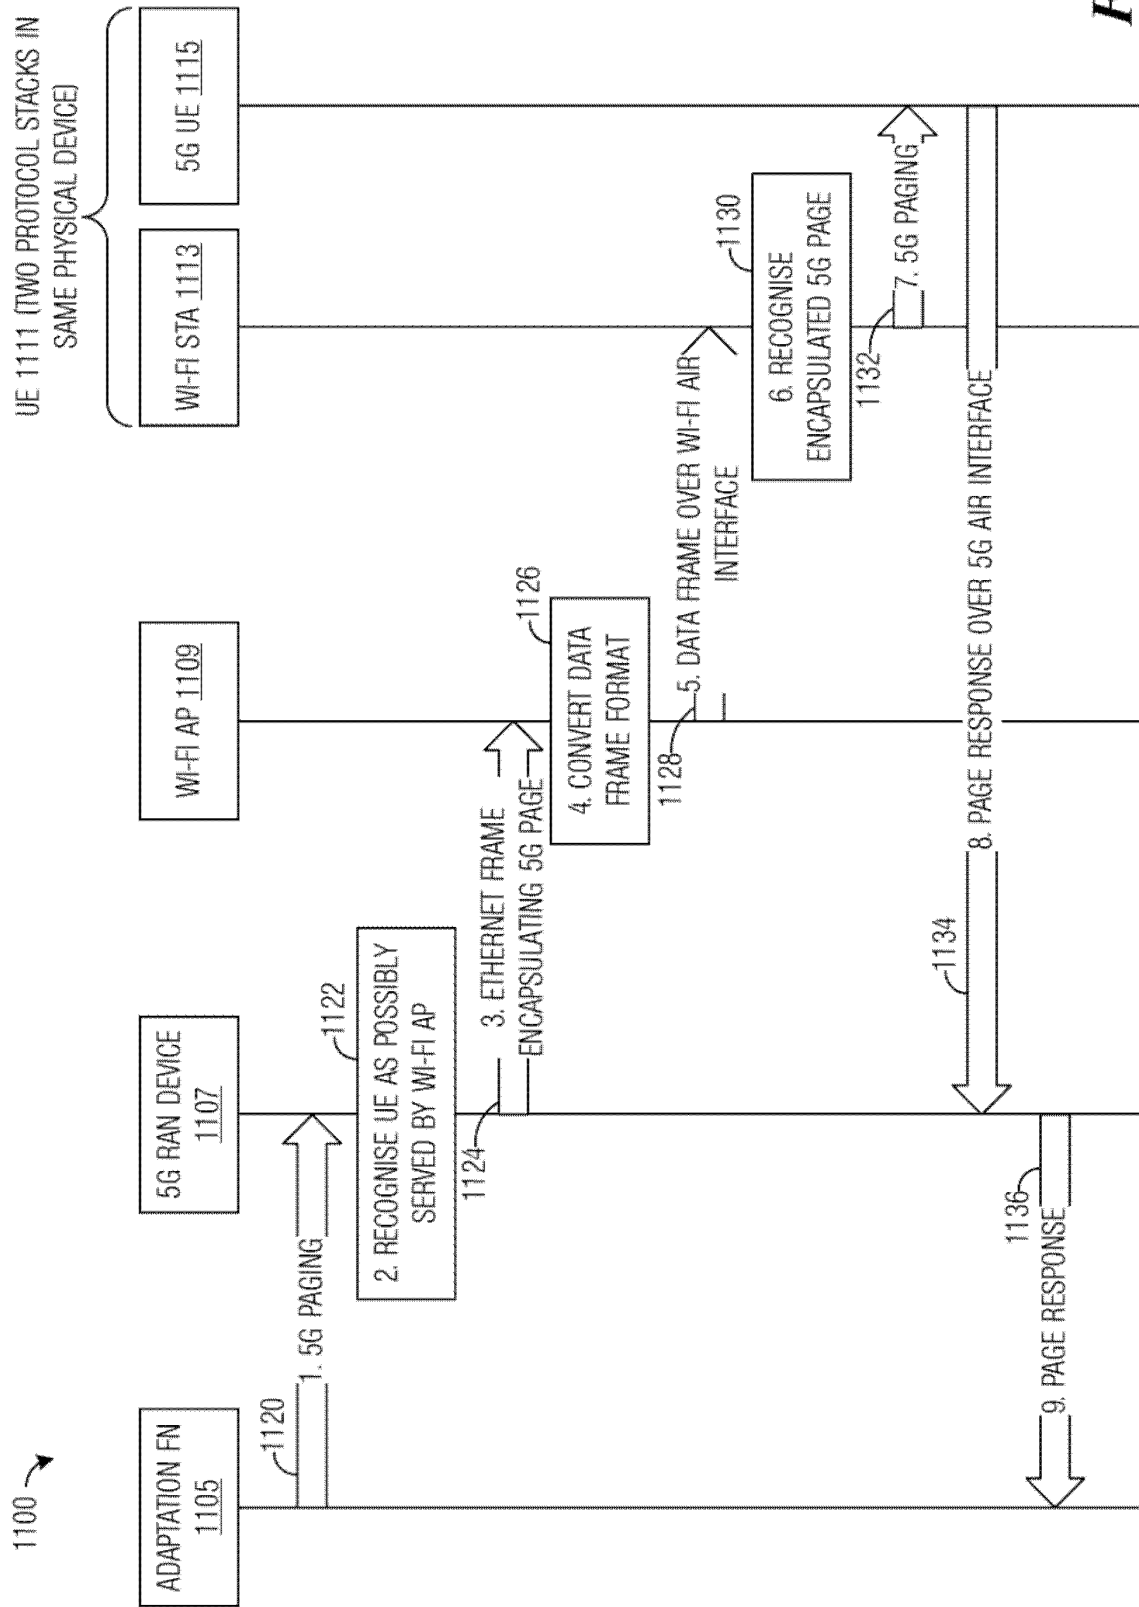 1100
UE 1111 (TWO PROTOCOL STACKS IN
SAME PHYSICAL DEVICE)
ADAPTATION FN
1105
5G RAN DEVICE
1107
WI-FI AP 1109
WI-FI STA 1113
5G UE 1115
1120
1. 5G PAGING
1122
2. RECOGNISE UE AS POSSIBLY
SERVED BY WI-FI AP
1124
3. ETHERNET FRAME
ENCAPSULATING 5G PAGE
1126
4. CONVERT DATA
FRAME FORMAT
1128
5. DATA FRAME OVER WI-FI AIR
INTERFACE
1130
6. RECOGNISE
ENCAPSULATED 5G PAGE
1132
7. 5G PAGING
1134
8. PAGE RESPONSE OVER 5G AIR INTERFACE
1136
9. PAGE RESPONSE